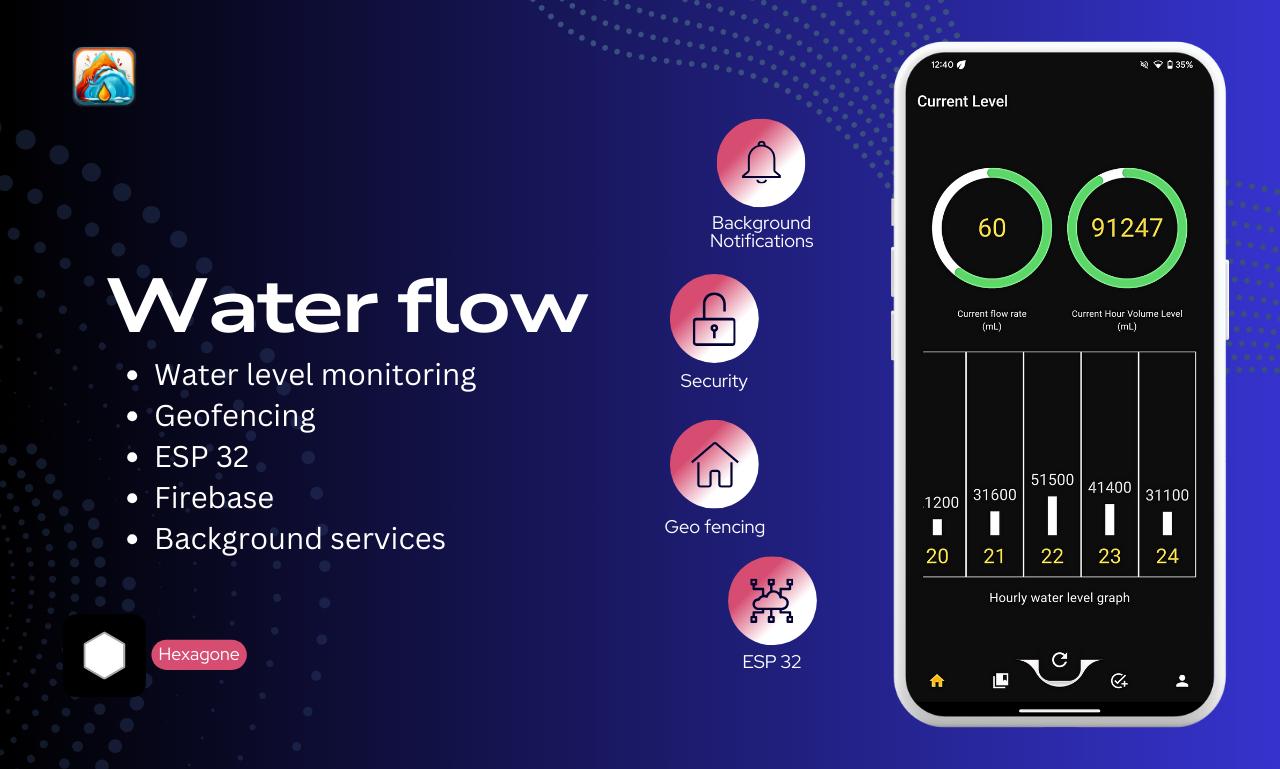 Water flow
Water level monitoring
Geofencing
ESP 32
Firebase
Background services
Hexagone
Background
Notifications
Security
Geo fencing
ESP 32
12:40
35%
Current Level
60
91247
Current flow rate
(mL)
Current Hour Volume Level
(mL)
1200 31600 51500 41400 31100
20 21 22 23 24
Hourly water level graph